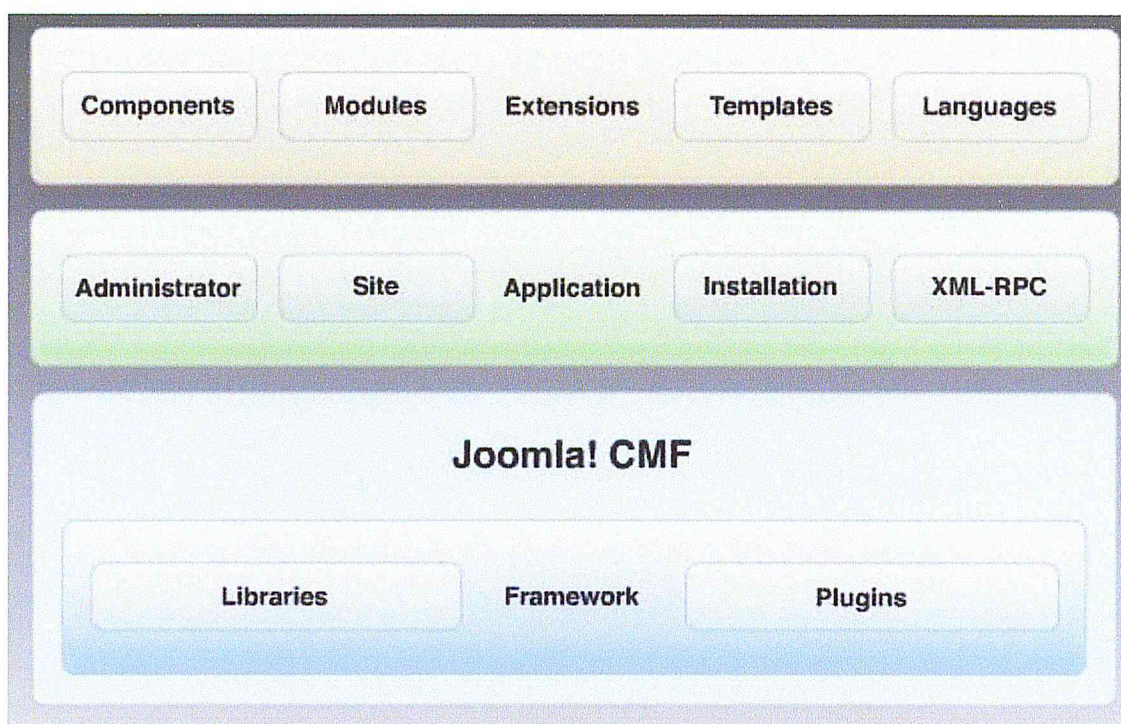 Components Modules Extensions Templates Languages
Administrator Site Application Installation XML-RPC
Joomla! CMF
Libraries Framework Plugins